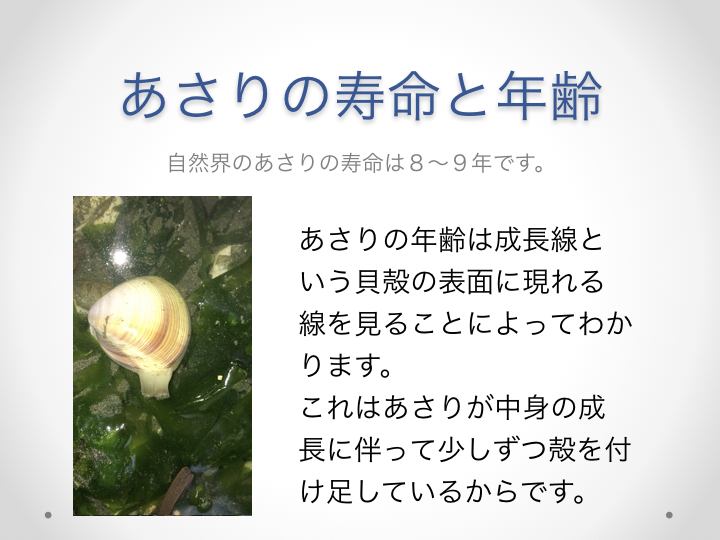 あさりの寿命と年齢
自然界のあさりの寿命は８〜９年です。
あさりの年齢は成長線と
いう貝殻の表面に現れる
線を見ることによってわか
ります。
これはあさりが中身の成
長に伴って少しずつ殻を付
け足しているからです。